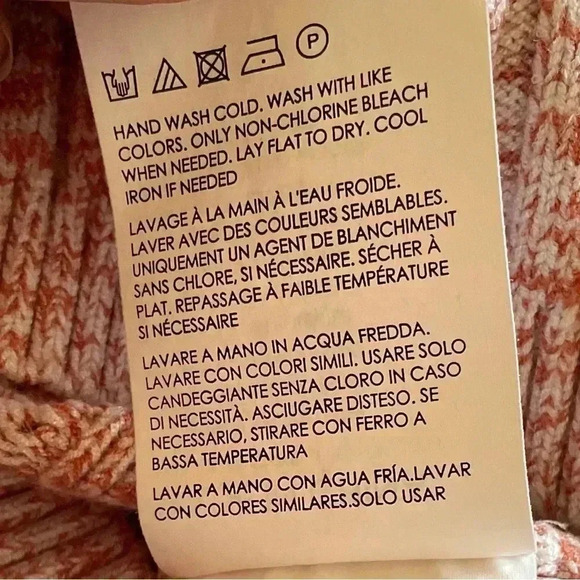 P
HAND WASH COLD. WASH WITH LIKE
COLORS. ONLY NON-CHLORINE BLEACH
WHEN NEEDED. LAY FLAT TO DRY. COOL
IRON IF NEEDED
LAVAGE À LA MAIN À L'EAU FROIDE.
LAVER AVEC DES COULEURS SEMBLABLES.
UNIQUEMENT UN AGENT DE BLANCHIMENT
SANS CHLORE, SI NÉCESSAIRE. SÉCHER À
PLAT. REPASSAGE À FAIBLE TEMPÉRATURE
SI NÉCESSAIRE
LAVARE A MANO IN ACQUA FREDDA.
LAVARE CON COLORI SIMILI. USARE SOLO
CANDEGGIANTE SENZA CLORO IN CASO
DI NECESSITÀ. ASCIUGARE DISTESO. SE
NECESSARIO, STIRARE CON FERRO A
BASSA TEMPERATURA
LAVAR A MANO CON AGUA FRÍA.LAVAR
CON COLORES SIMILARES.SOLO USAR